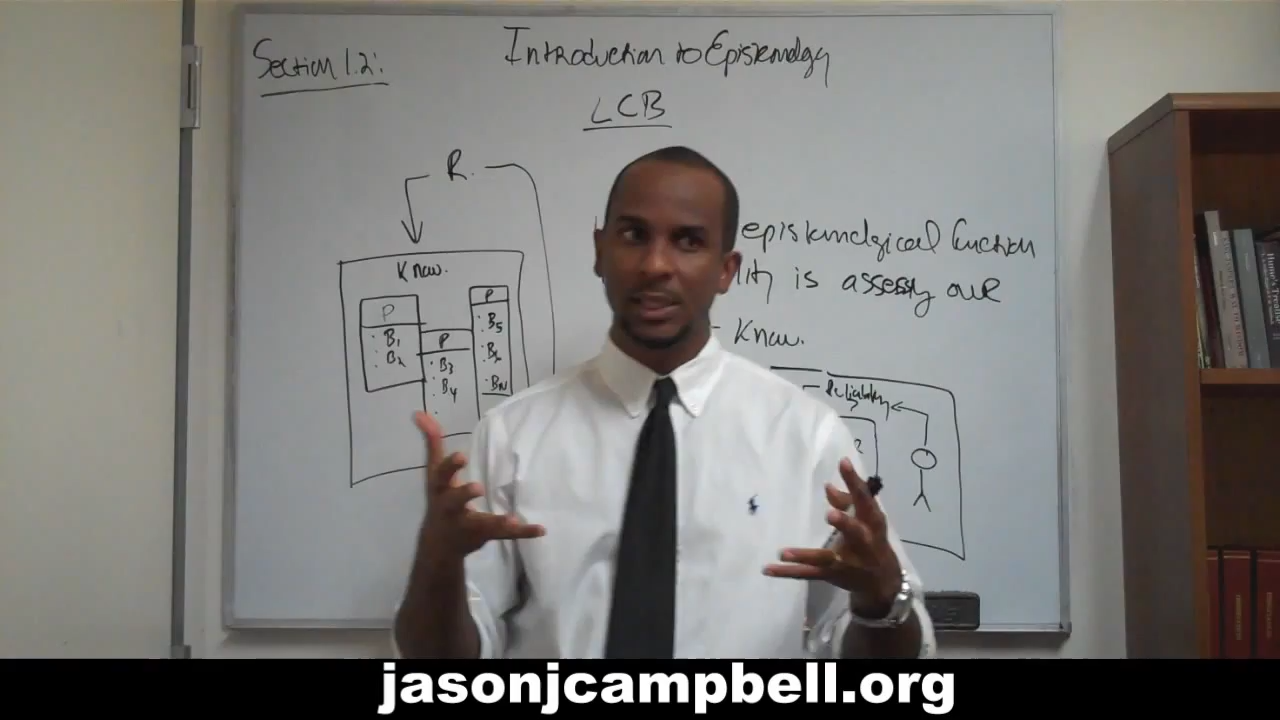 Section 1.2:
Introduction to Epistemology
LCB
R.
Know.
P
B1
B2
P
B3
B4
P
B5
B6
BN
epistemological function
is assessing our
Know.
Reliability
jasonjcampbell.org